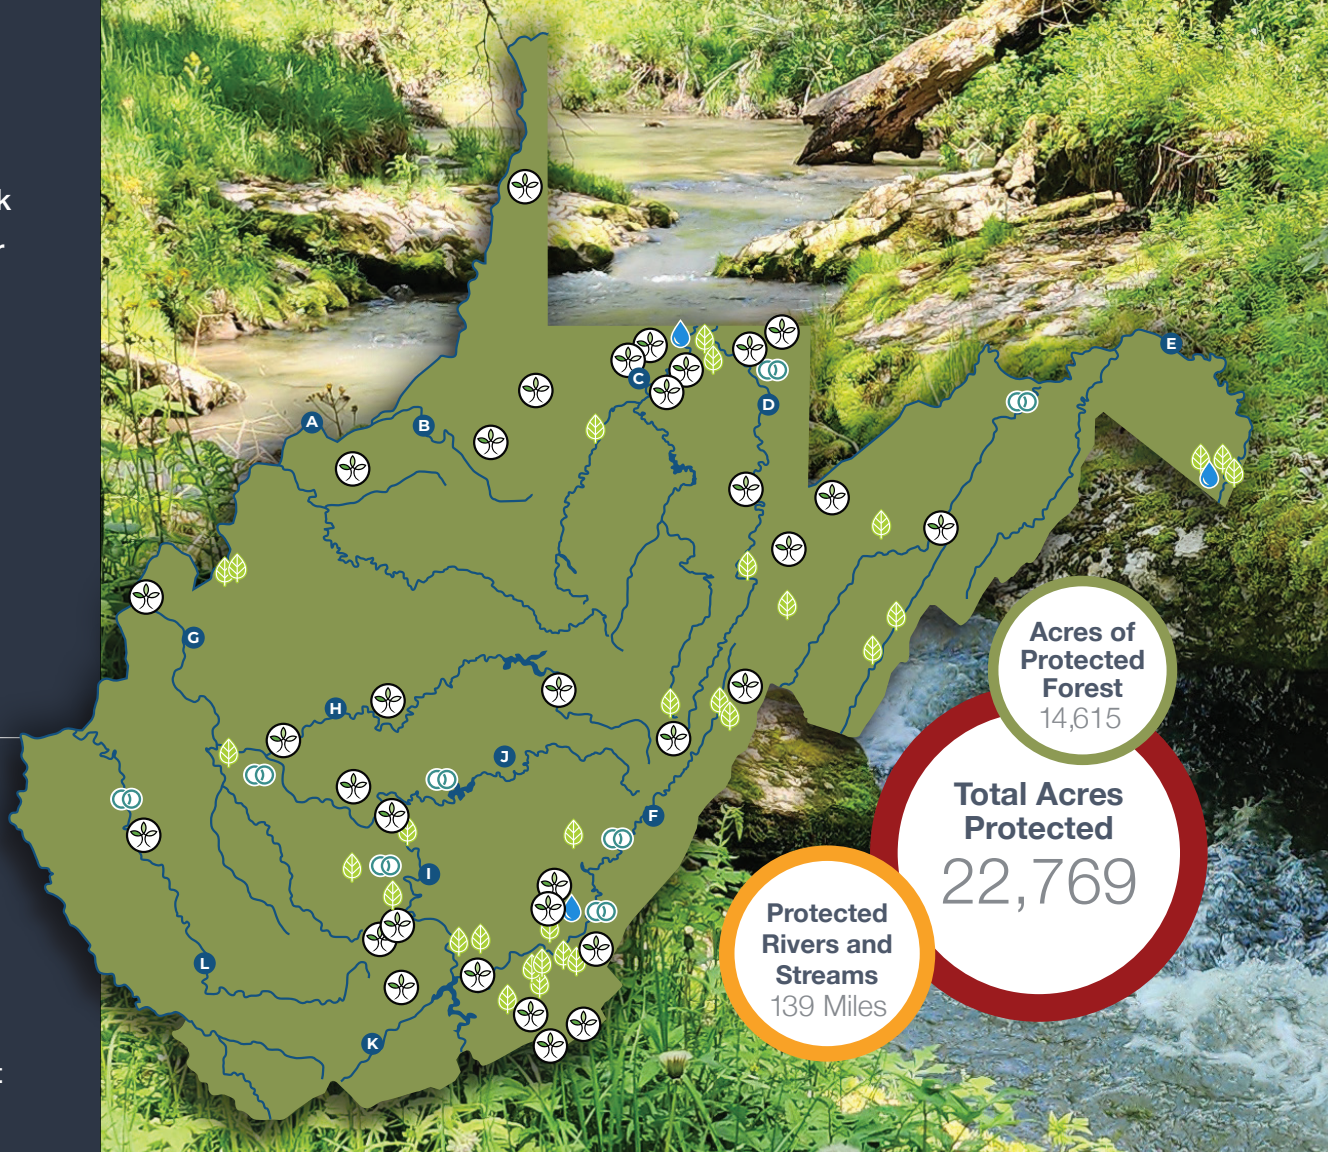 k
r
A
B
C
D
E
G
H
J
F
I
L
K
Acres of
Protected
Forest
14,615
Total Acres
Protected
22,769
Protected
Rivers and
Streams
139 Miles